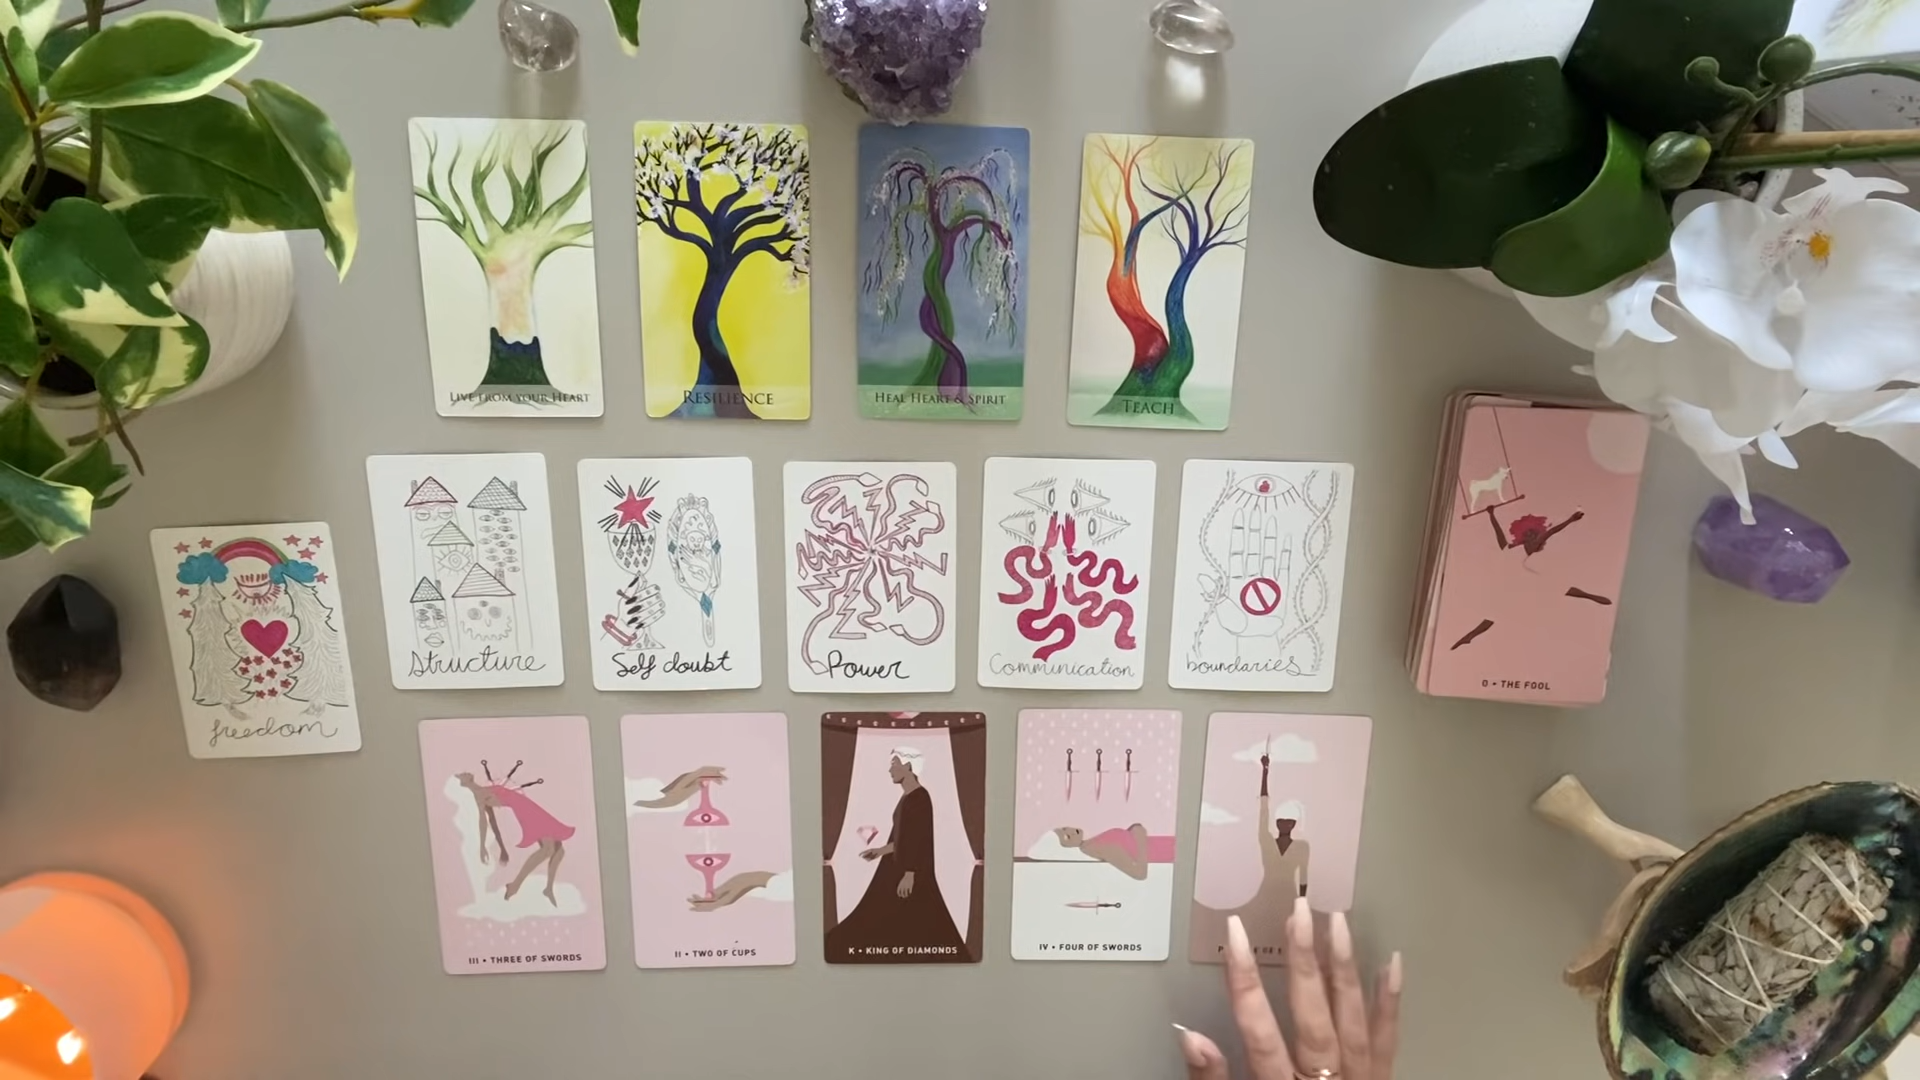 LIVE FROM YOUR HEART
RESILIENCE
HEAL HEART & SPIRIT
TEACH
freedom
Structure
Self doubt
Power
Communication
boundaries
0 • THE FOOL
III • THREE OF SWORDS
II • TWO OF CUPS
K • KING OF DIAMONDS
IV • FOUR OF SWORDS